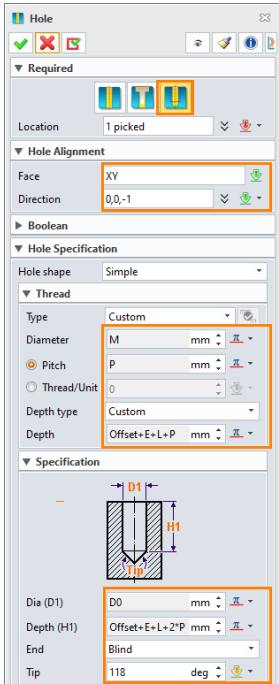 Hole
▼ Required
Location 1 picked
▼ Hole Alignment
Face XY
Direction 0,0,-1
▶ Boolean
▼ Hole Specification
Hole shape Simple
▼ Thread
Type Custom
Diameter M mm
Pitch P mm
Thread/Unit 0
Depth type Custom
Depth Offset+E+L+P mm
▼ Specification
D1
H1
Tip
Dia (D1) D0 mm
Depth (H1) Offset+E+L+2*P mm
End Blind
Tip 118 deg